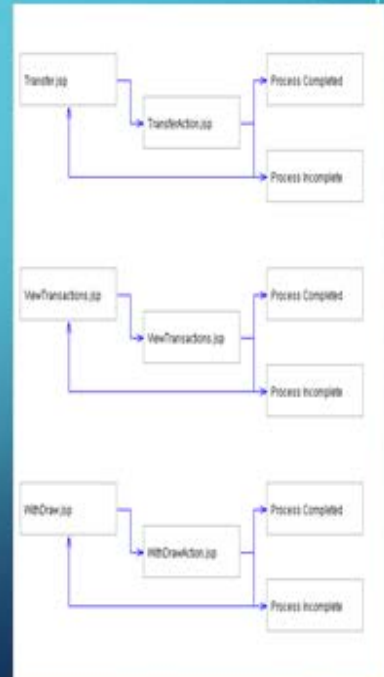 Transfer.jsp
Process Completed
TransferAction.jsp
Process Incomplete
ViewTransactions.jsp
Process Completed
ViewTransactions.jsp
Process Incomplete
WithDraw.jsp
Process Completed
WithDrawAction.jsp
Process Incomplete